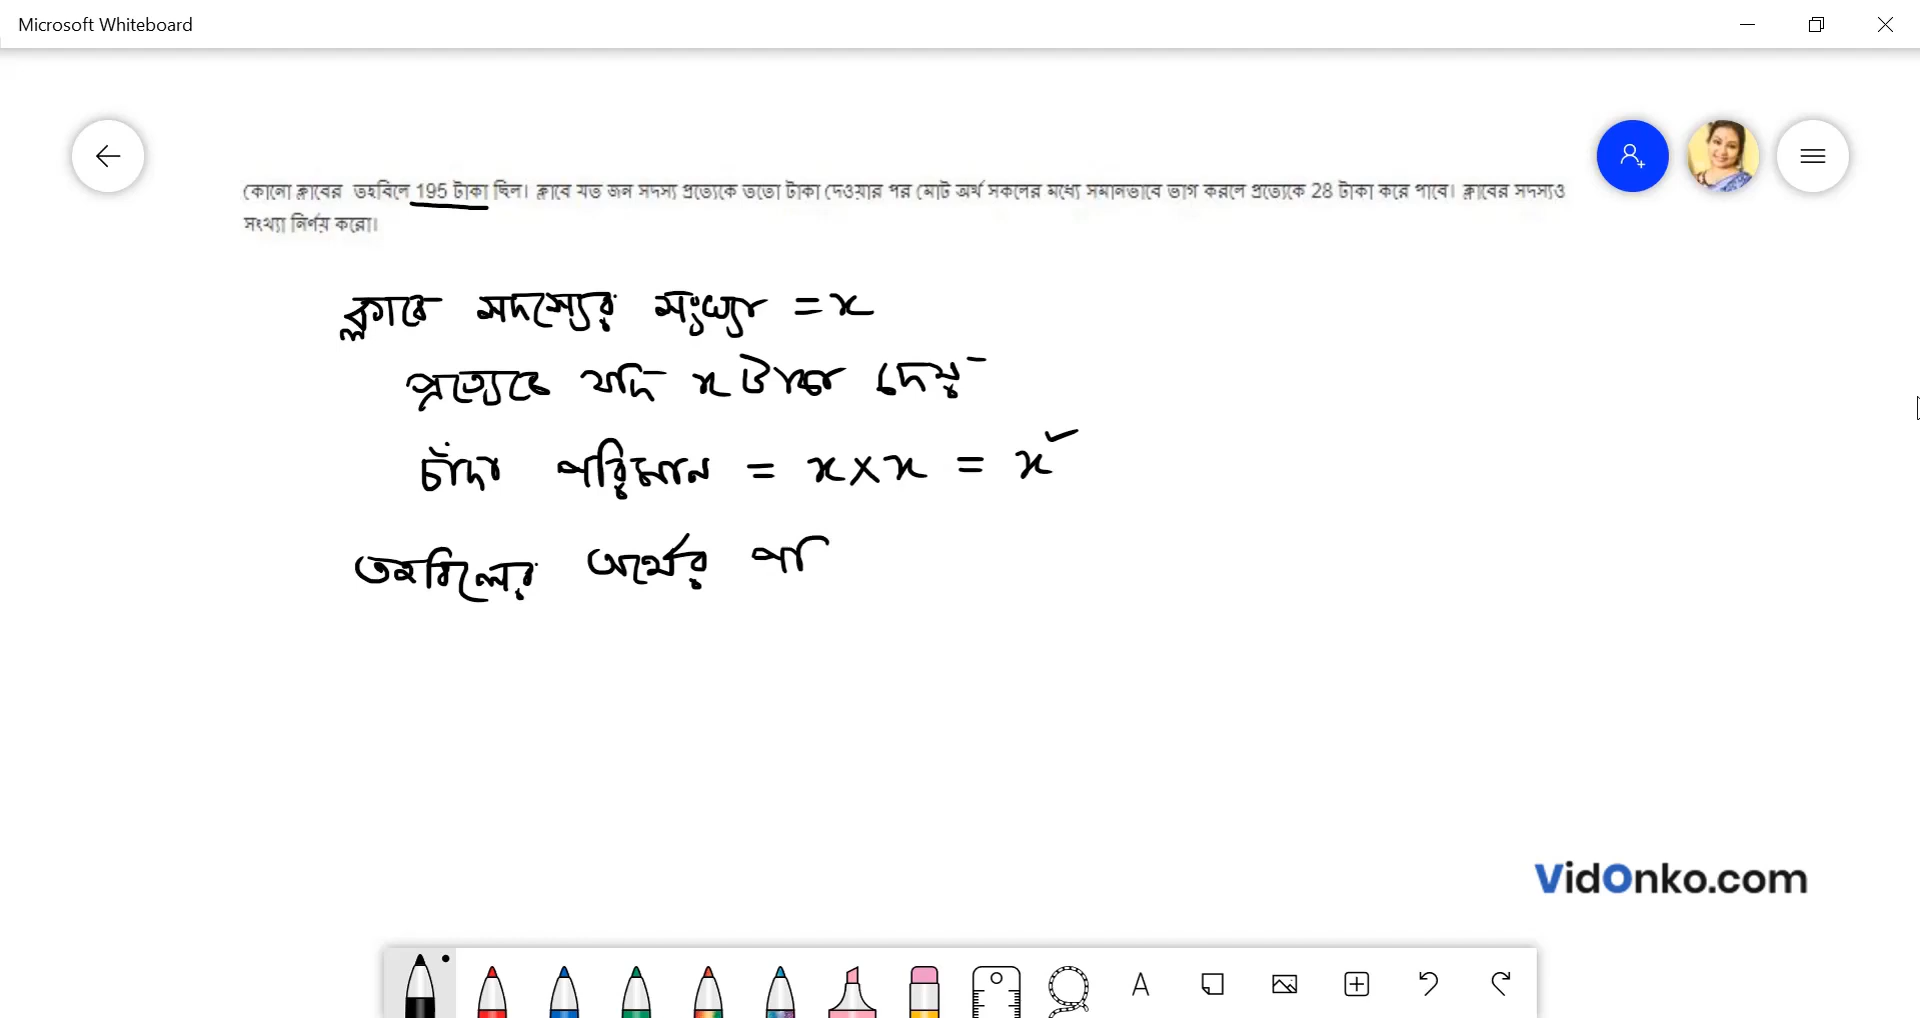 Microsoft Whiteboard
কোনো ক্লাবের তহবিলে 195 টাকা ছিল। ক্লাবে যত জন সদস্য প্রত্যেকে ততো টাকা দেওয়ার পর মোট অর্থ সকলের মধ্যে সমানভাবে ভাগ করলে প্রত্যেকে 28 টাকা করে পাবে। ক্লাবের সদস্যও
সংখ্যা নির্ণয় করো।
ক্লাবে সদস্যের সংখ্যা = x
প্রত্যেকে যদি x টাকা দেয়
চাঁদা পরিমান = x × x = x²
তহবিলের অর্থের পরি
VidOnko.com
A